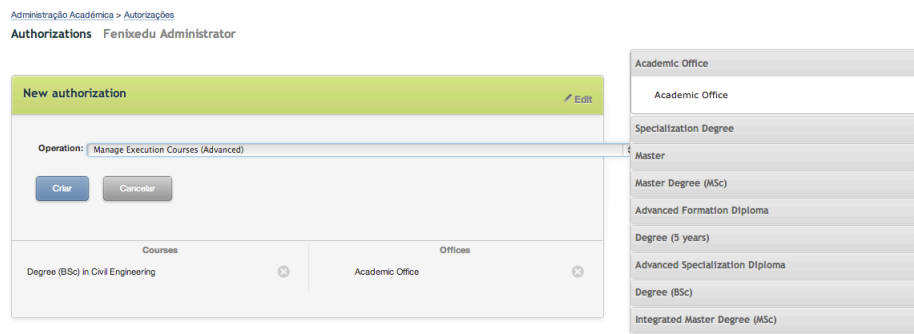 Administração Académica > Autorizações
Authorizations Fenixedu Administrator
New authorization
Edit
Operation: Manage Execution Courses (Advanced)
Criar Cancelar
Courses Offices
Degree (BSc) in Civil Engineering Academic Office
Academic Office
Academic Office
Specialization Degree
Master
Master Degree (MSc)
Advanced Formation Diploma
Degree (5 years)
Advanced Specialization Diploma
Degree (BSc)
Integrated Master Degree (MSc)